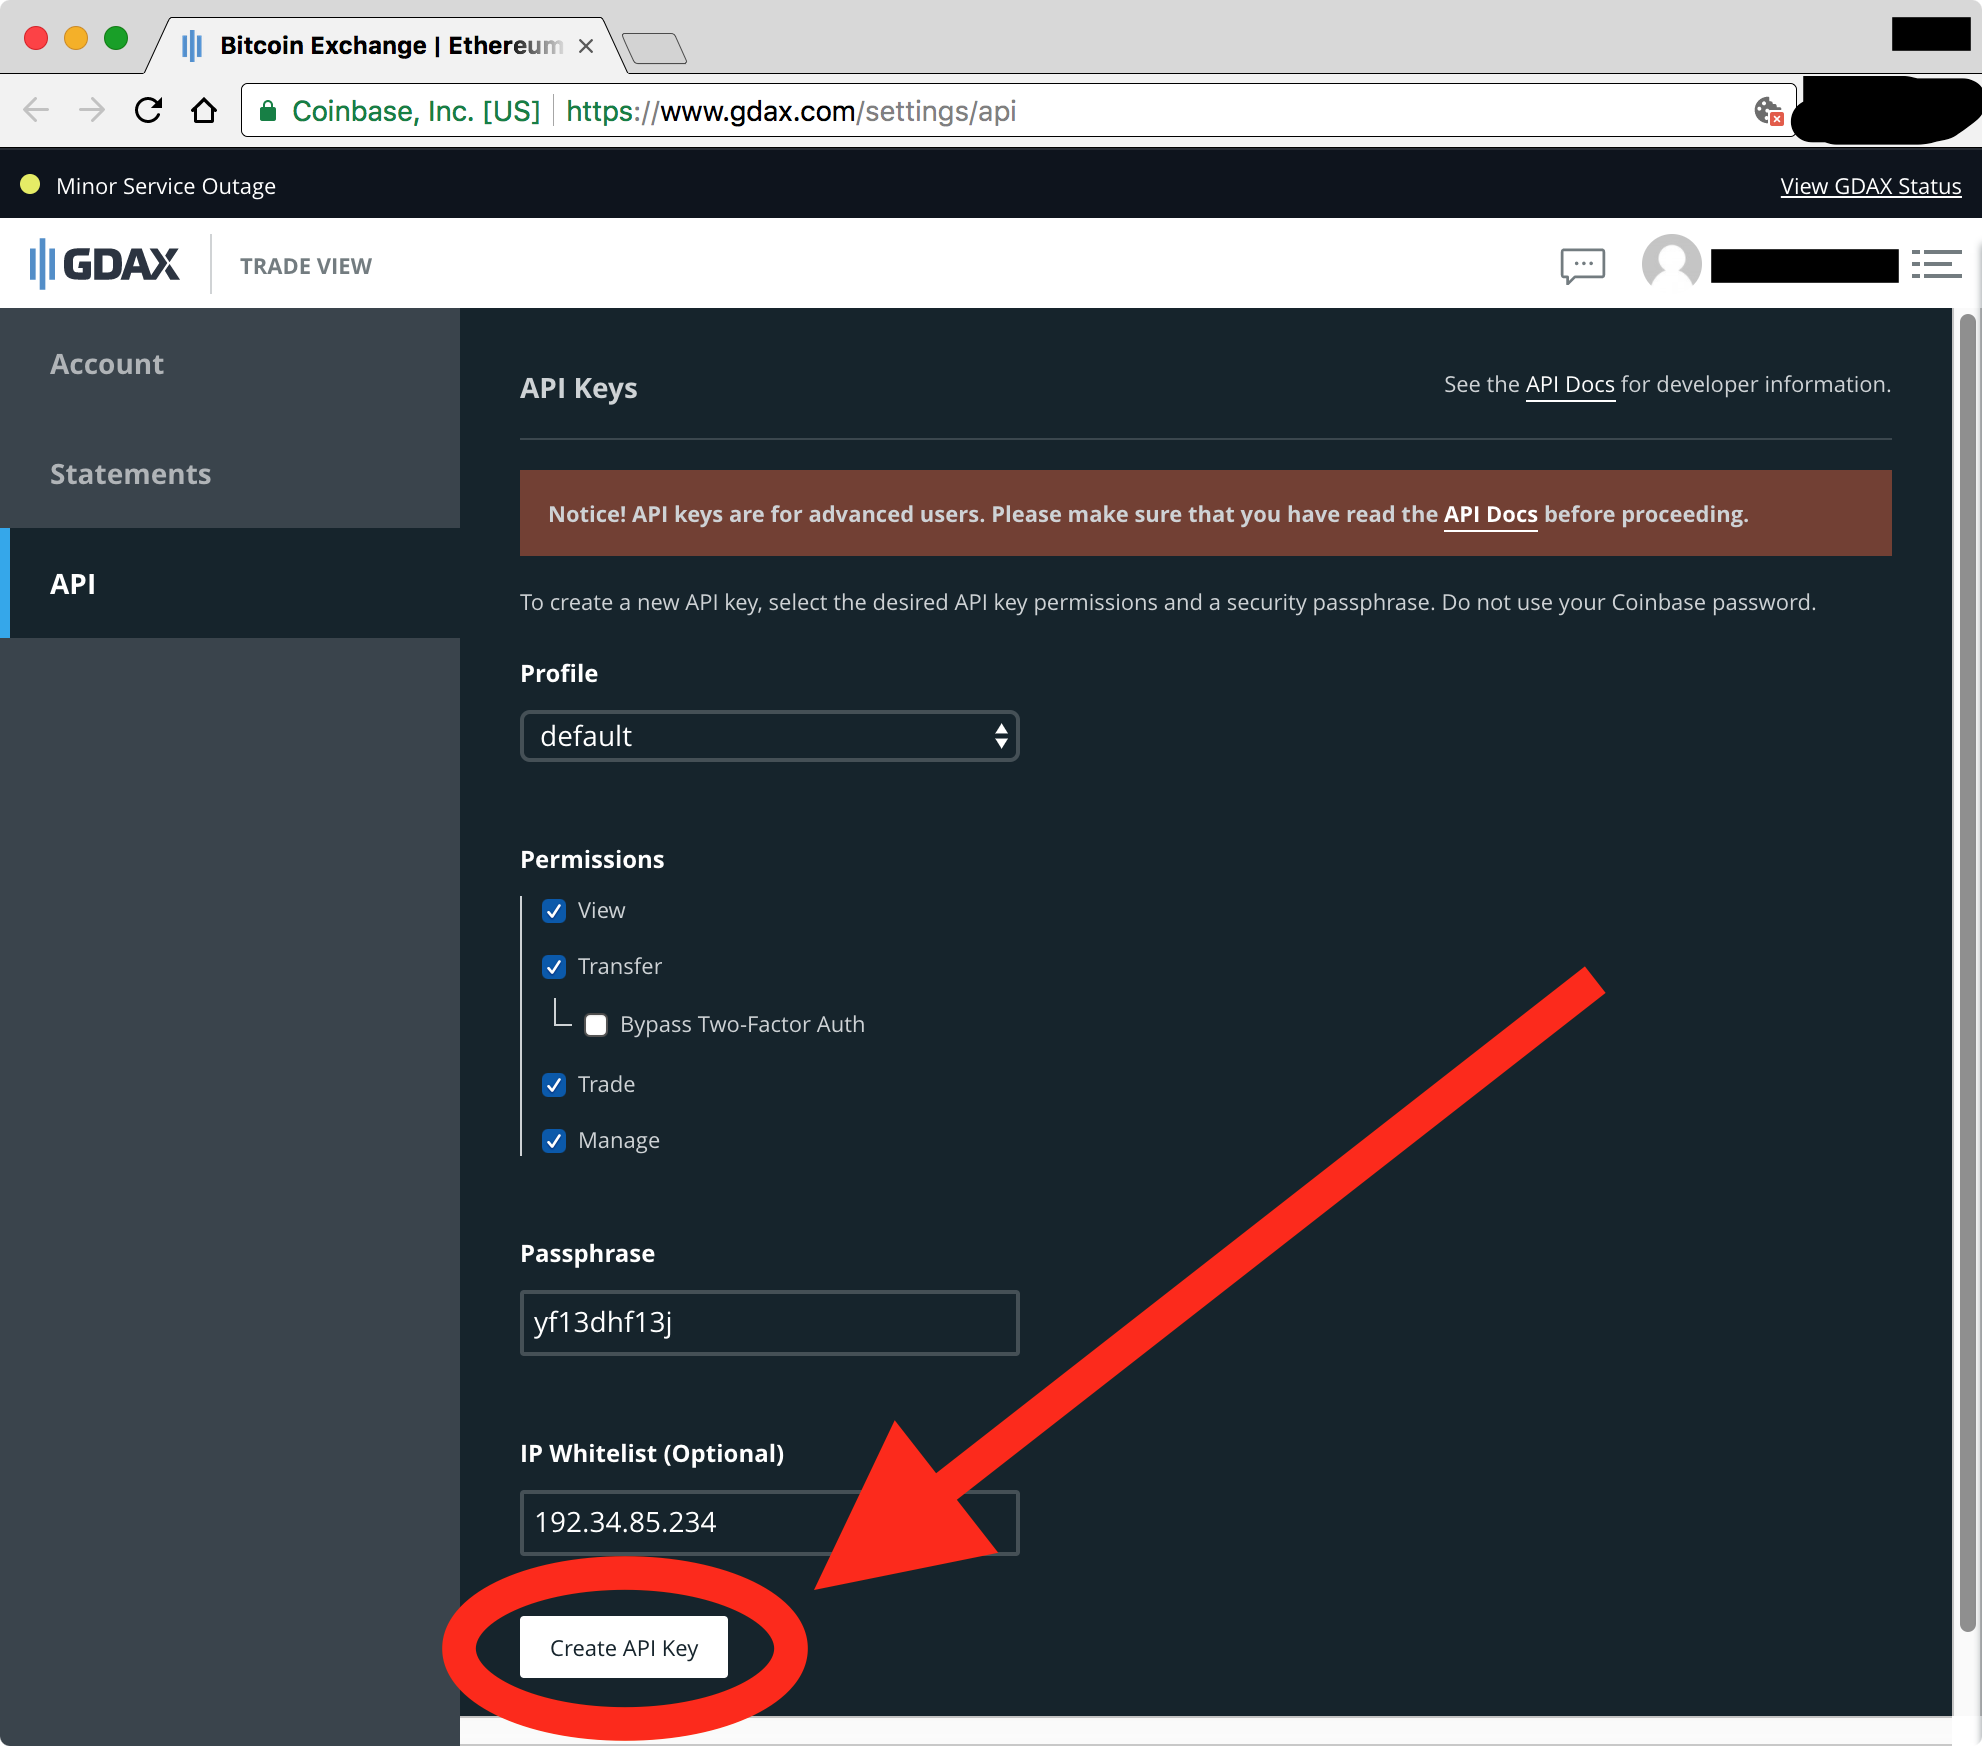 Bitcoin Exchange | Ethereum
Coinbase, Inc. [US] https://www.gdax.com/settings/api
Minor Service Outage
View GDAX Status
GDAX
TRADE VIEW
Account
Statements
API
API Keys
See the API Docs for developer information.
Notice! API keys are for advanced users. Please make sure that you have read the API Docs before proceeding.
To create a new API key, select the desired API key permissions and a security passphrase. Do not use your Coinbase password.
Profile
default
Permissions
View
Transfer
Bypass Two-Factor Auth
Trade
Manage
Passphrase
yf13dhf13j
IP Whitelist (Optional)
192.34.85.234
Create API Key